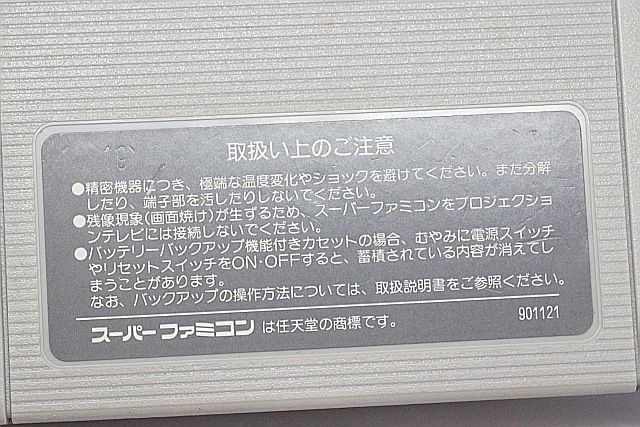 取扱い上のご注意
●精密機器につき、極端な温度変化やショックを避けてください。また分解
したり、端子部を汚したりしないでください。
●残像現象(画面焼け)が生ずるため、スーパーファミコンをプロジェクショ
ンテレビには接続しないでください。
●バッテリーバックアップ機能付きカセットの場合、むやみに電源スイッチ
やリセットスイッチをON・OFFすると、蓄積されている内容が消えてし
まうことがあります。
なお、バックアップの操作方法については、取扱説明書をご参照ください。
スーパーファミコンは任天堂の商標です。
901121